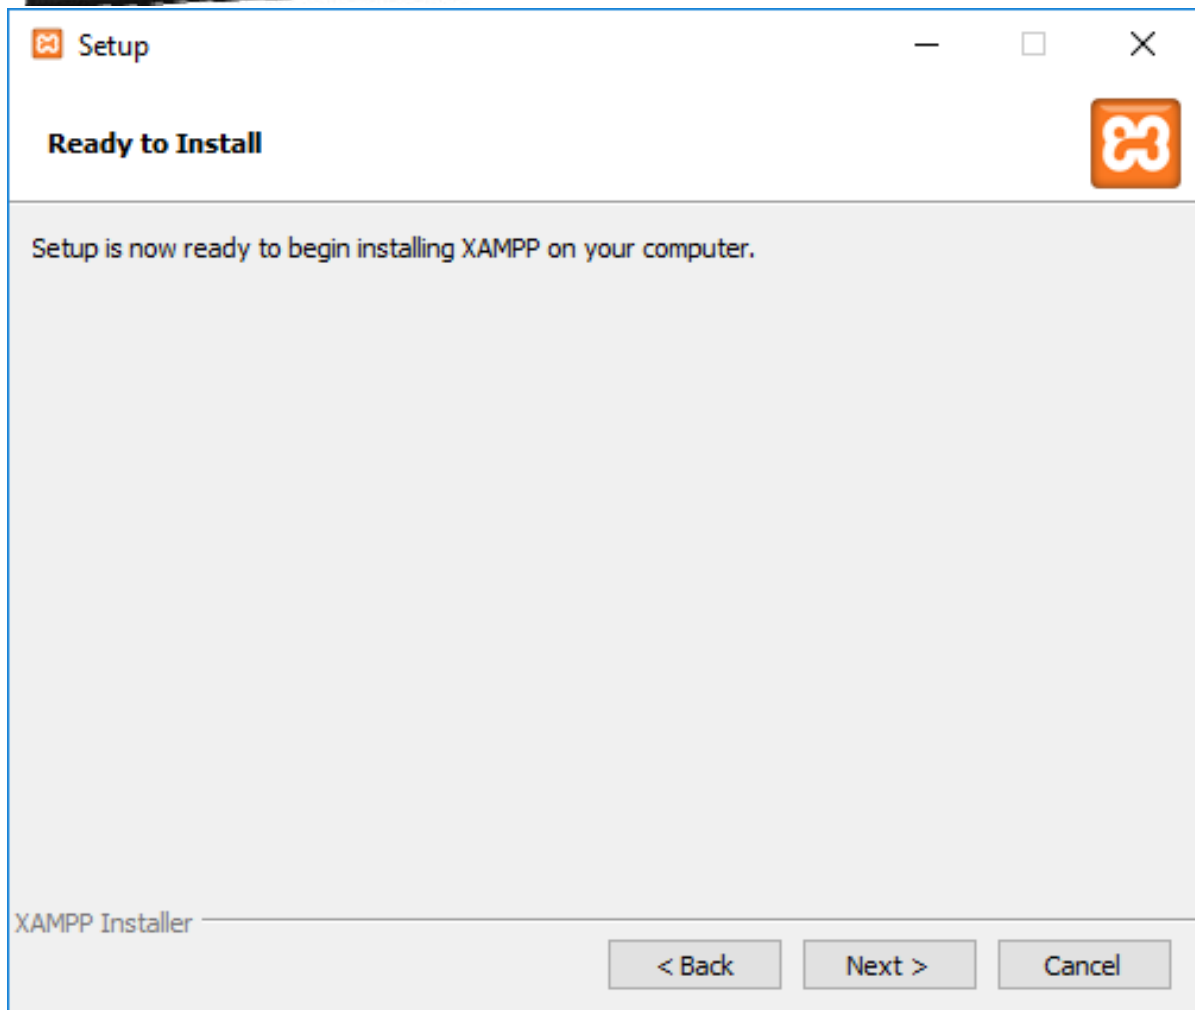 Setup
Ready to Install
Setup is now ready to begin installing XAMPP on your computer.
XAMPP Installer
< Back Next > Cancel